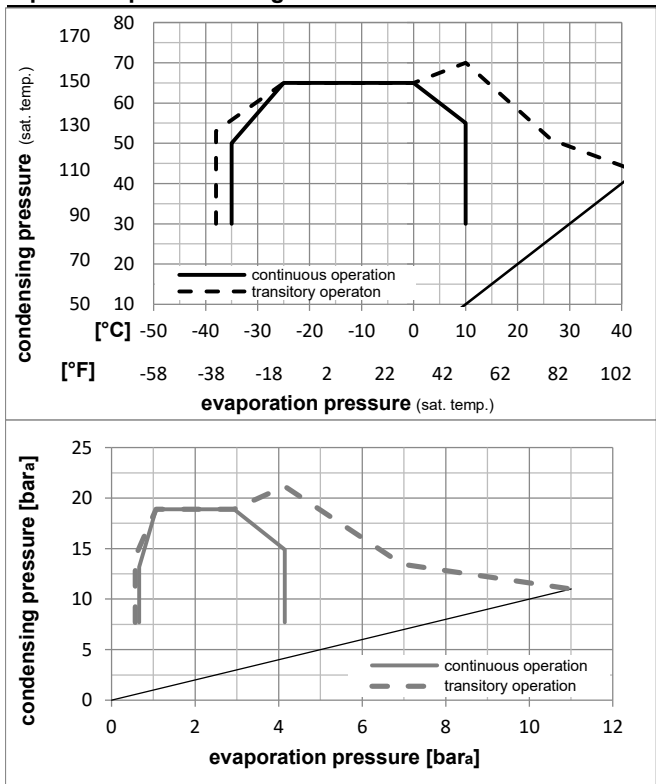 170 80
150 70
60
130 50
110 40
90 30
70 20
50 10
condensing pressure (sat. temp.)
continuous operation
transitory operaton
[°C] -50 -40 -30 -20 -10 0 10 20 30 40
[°F] -58 -38 -18 2 22 42 62 82 102
evaporation pressure (sat. temp.)
condensing pressure [bara]
25
20
15
10
5
0
continuous operation
transitory operation
0 2 4 6 8 10 12
evaporation pressure [bara]